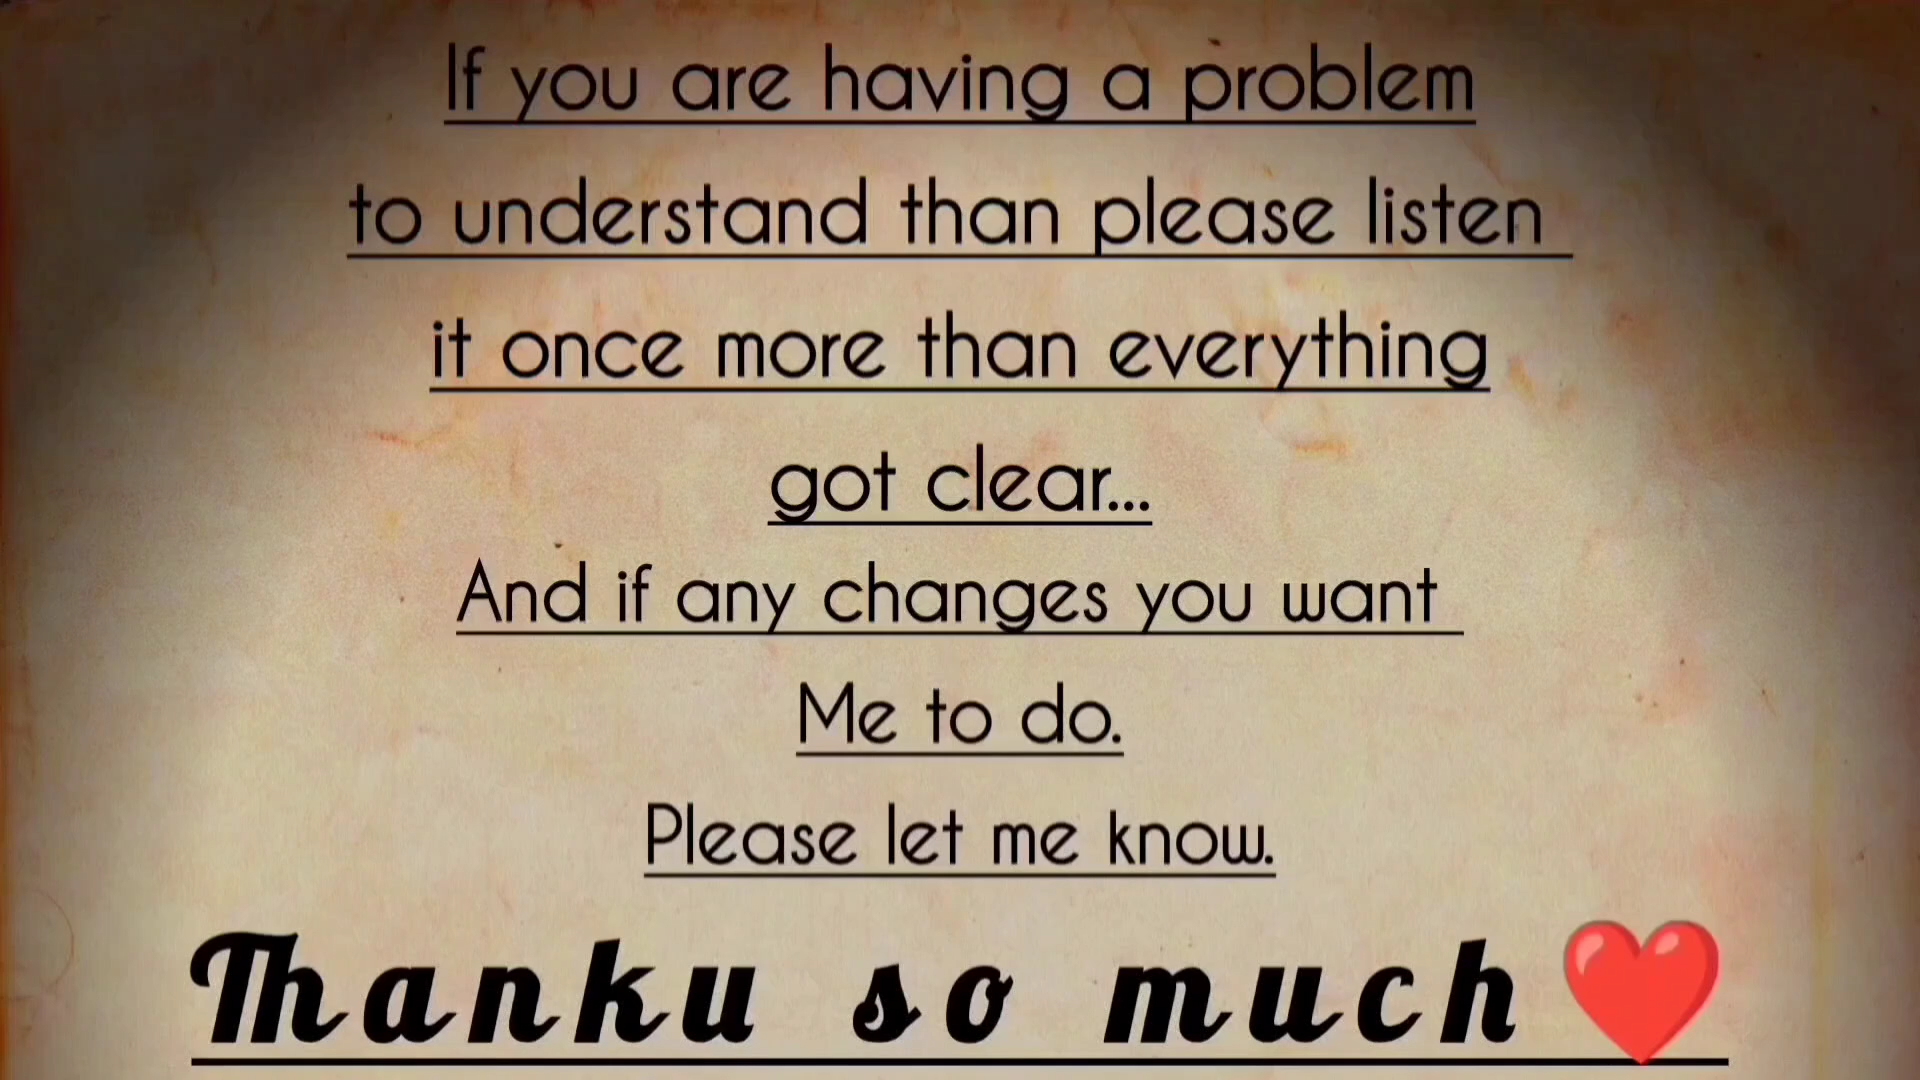 If you are having a problem
to understand than please listen
it once more than everything
got clear...
And if any changes you want
Me to do.
Please let me know.
Thanku so much❤️